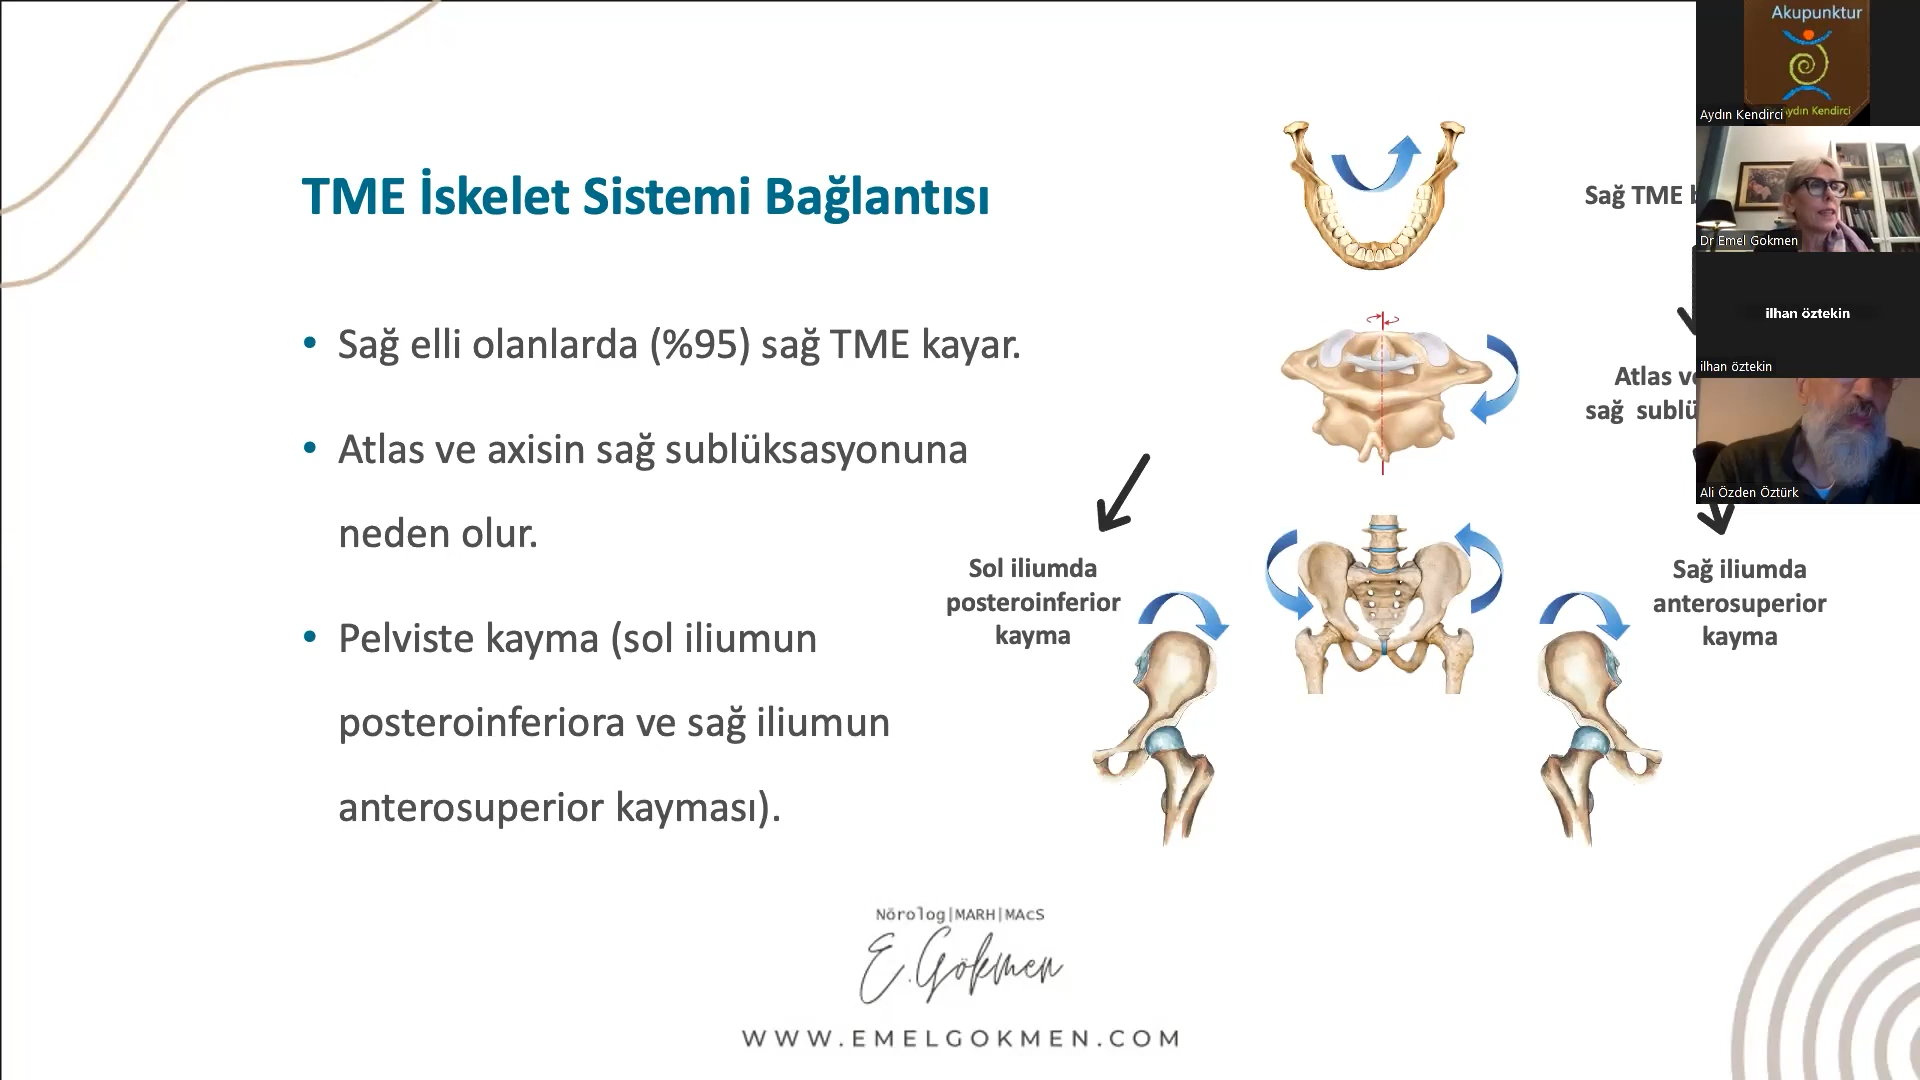 TME İskelet Sistemi Bağlantısı
• Sağ elli olanlarda (%95) sağ TME kayar.
• Atlas ve axisin sağ sublüksasyonuna
neden olur.
• Pelviste kayma (sol iliumun
posteroinferiora ve sağ iliumun
anterosuperior kayması).
Sağ TME
Atlas
sağ
Sol iliumda
posteroinferior
kayma
Sağ iliumda
anterosuperior
kayma
Nörolog|MARH|MAcS
E.Gökmen
WWW.EMELGOKMEN.COM
Akupunktur
Aydın Kendirci
Aydın Kendirci
Dr Emel Gokmen
ilhan öztekin
ilhan öztekin
Ali Özden Öztürk